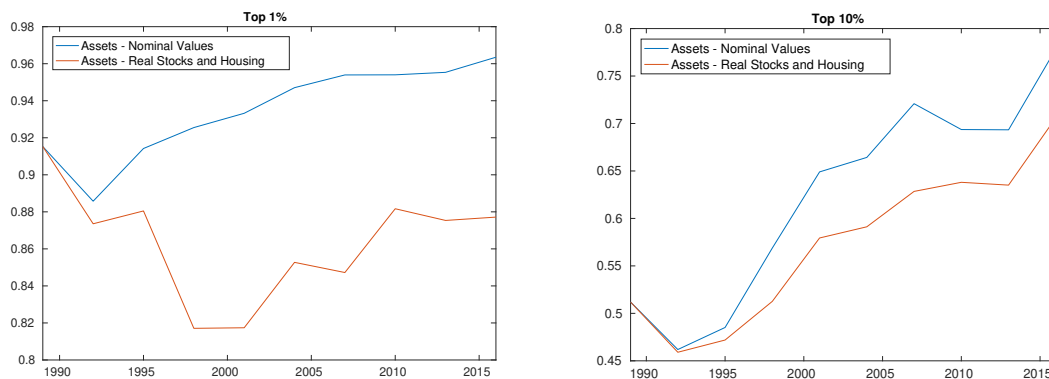 Top 1%
Assets - Nominal Values
Assets - Real Stocks and Housing
0.98
0.96
0.94
0.92
0.9
0.88
0.86
0.84
0.82
0.8
1990 1995 2000 2005 2010 2015
Top 10%
Assets - Nominal Values
Assets - Real Stocks and Housing
0.8
0.75
0.7
0.65
0.6
0.55
0.5
0.45
1990 1995 2000 2005 2010 2015